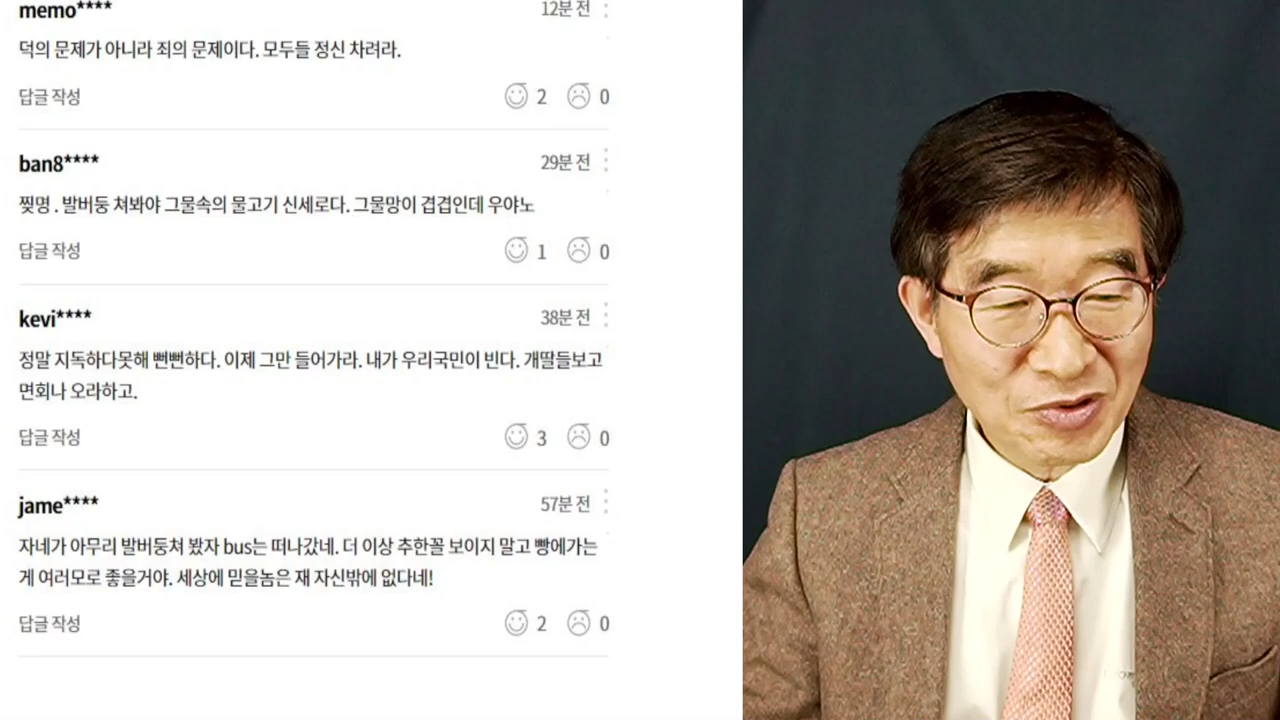 memo****
12분 전
덕의 문제가 아니라 죄의 문제이다. 모두들 정신 차려라.
답글 작성
2
0
ban8****
29분 전
찢명 . 발버둥 쳐봐야 그물속의 물고기 신세로다. 그물망이 겹겹인데 우야노
답글 작성
1
0
kevi****
38분 전
정말 지독하다못해 뻔뻔하다. 이제 그만 들어가라. 내가 우리국민이 빈다. 개딸들보고
면회나 오라하고.
답글 작성
3
0
jame****
57분 전
자네가 아무리 발버둥쳐 봤자 bus는 떠나갔네. 더 이상 추한꼴 보이지 말고 빵에가는
게 여러모로 좋을거야. 세상에 믿을놈은 재 자신밖에 없다네!
답글 작성
2
0